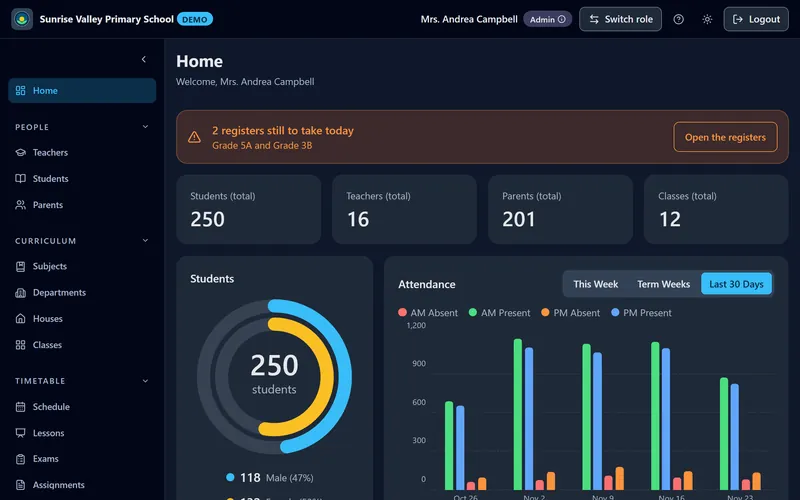 Sunrise Valley Primary School DEMO
Mrs. Andrea Campbell Admin Switch role Logout
Home
Welcome, Mrs. Andrea Campbell
Home
PEOPLE
Teachers
Students
Parents
CURRICULUM
Subjects
Departments
Houses
Classes
TIMETABLE
Schedule
Lessons
Exams
Assignments
2 registers still to take today
Grade 5A and Grade 3B
Open the registers
Students (total)
250
Teachers (total)
16
Parents (total)
201
Classes (total)
12
Students
250
students
118 Male (47%)
Attendance
This Week Term Weeks Last 30 Days
AM Absent AM Present PM Absent PM Present
1,200
900
600
300
0
Oct 26 Nov 2 Nov 9 Nov 16 Nov 23